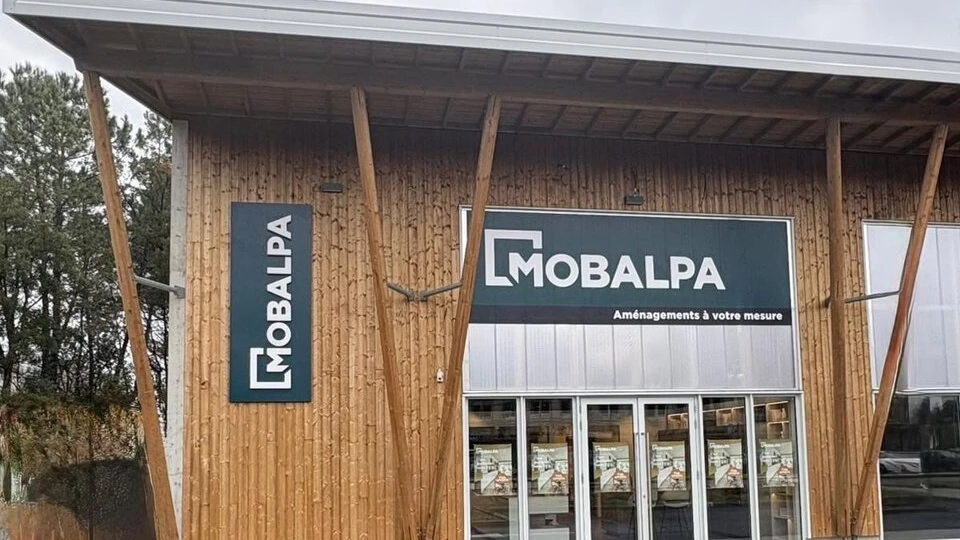 MOBALPA
MOBALPA
Aménagements à votre mesure